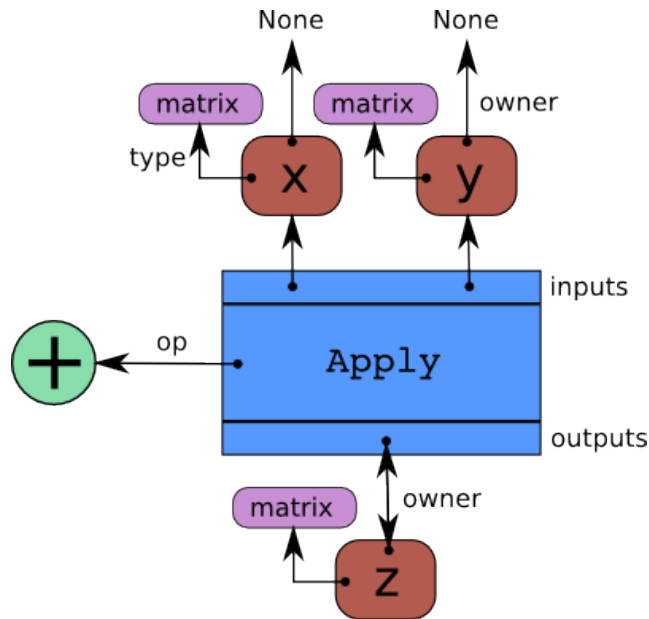 None None
matrix matrix owner
type x y
inputs
op
+ Apply
outputs
owner
matrix
z